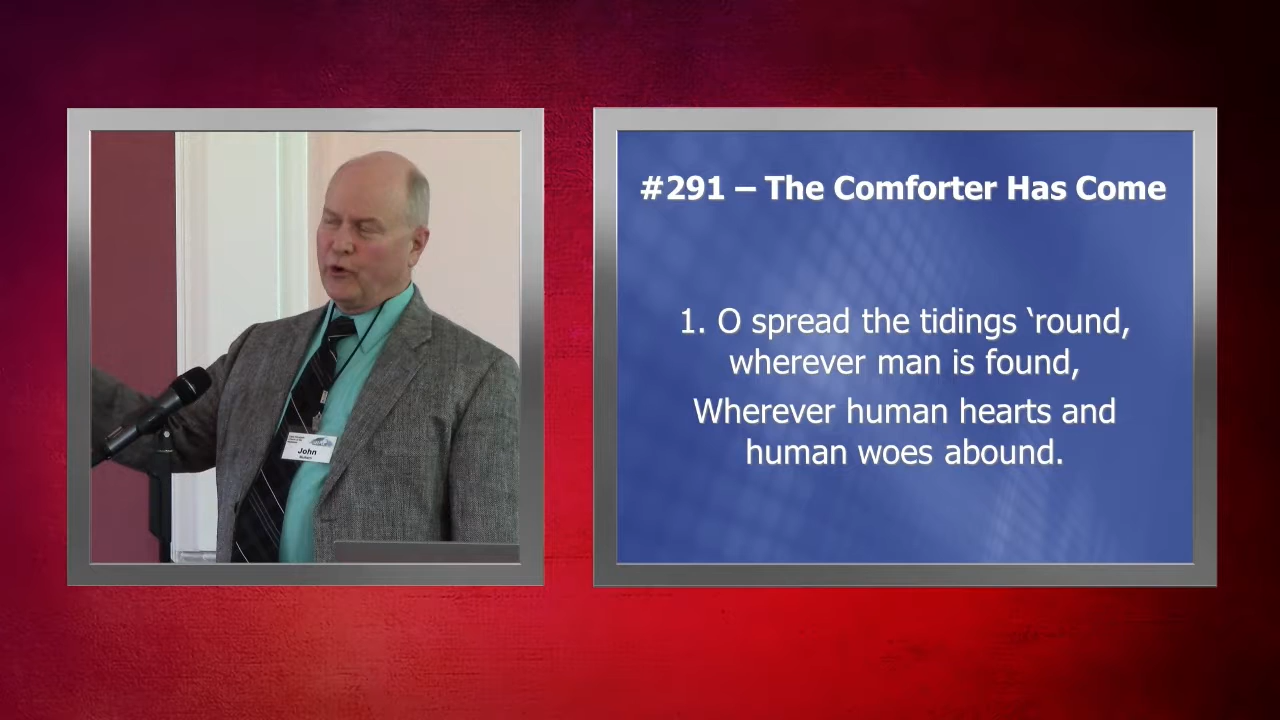 John
#291 – The Comforter Has Come
1. O spread the tidings ‘round,
wherever man is found,
Wherever human hearts and
human woes abound.